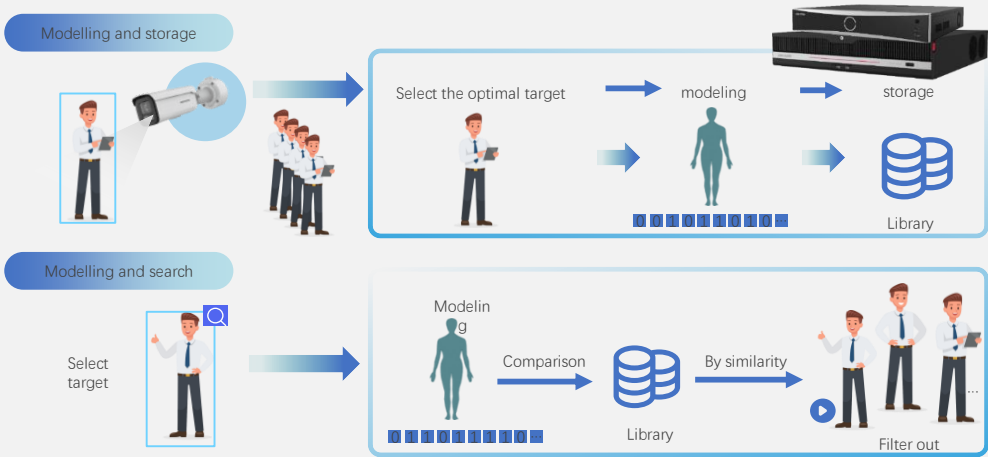 Modelling and storage
Select the optimal target
modeling
storage
0 0 1 0 1 1 0 1 0 ...
Library
Modelling and search
Select
target
Modelin
g
0 1 1 0 1 1 1 1 0 ...
Comparison
Library
By similarity
...
Filter out